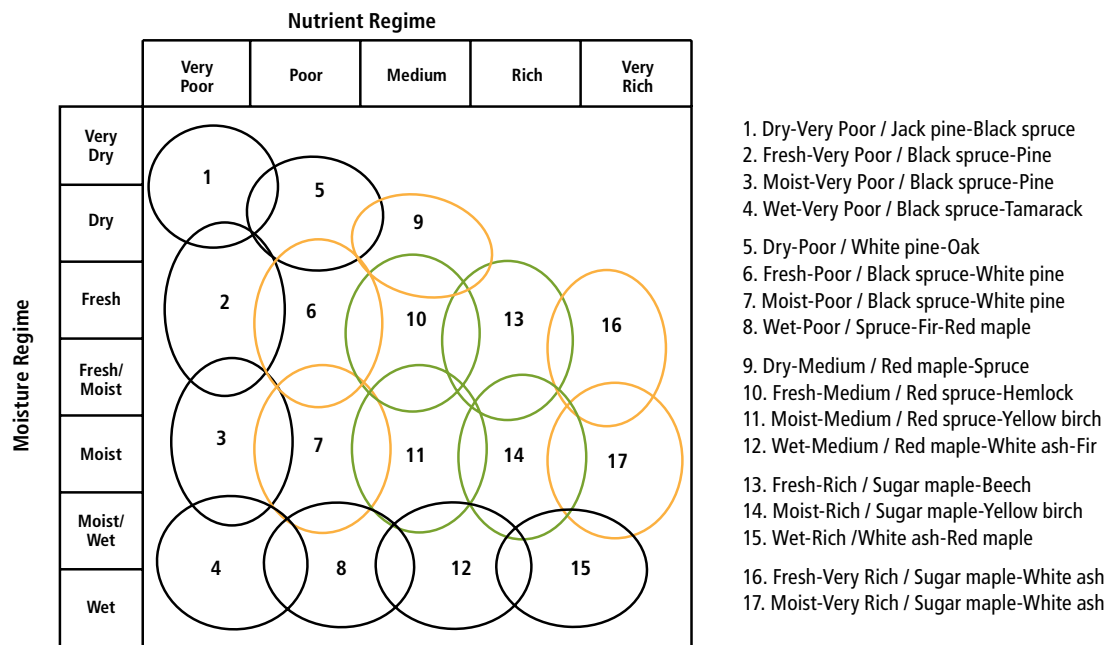 Nutrient Regime
Very
Poor
Poor
Medium
Rich
Very
Rich
Moisture Regime
Very
Dry
Dry
Fresh
Fresh/
Moist
Moist
Moist/
Wet
Wet
1
5
9
2
6
10
13
16
3
7
11
14
17
4
8
12
15
1. Dry-Very Poor / Jack pine-Black spruce
2. Fresh-Very Poor / Black spruce-Pine
3. Moist-Very Poor / Black spruce-Pine
4. Wet-Very Poor / Black spruce-Tamarack
5. Dry-Poor / White pine-Oak
6. Fresh-Poor / Black spruce-White pine
7. Moist-Poor / Black spruce-White pine
8. Wet-Poor / Spruce-Fir-Red maple
9. Dry-Medium / Red maple-Spruce
10. Fresh-Medium / Red spruce-Hemlock
11. Moist-Medium / Red spruce-Yellow birch
12. Wet-Medium / Red maple-White ash-Fir
13. Fresh-Rich / Sugar maple-Beech
14. Moist-Rich / Sugar maple-Yellow birch
15. Wet-Rich /White ash-Red maple
16. Fresh-Very Rich / Sugar maple-White ash
17. Moist-Very Rich / Sugar maple-White ash